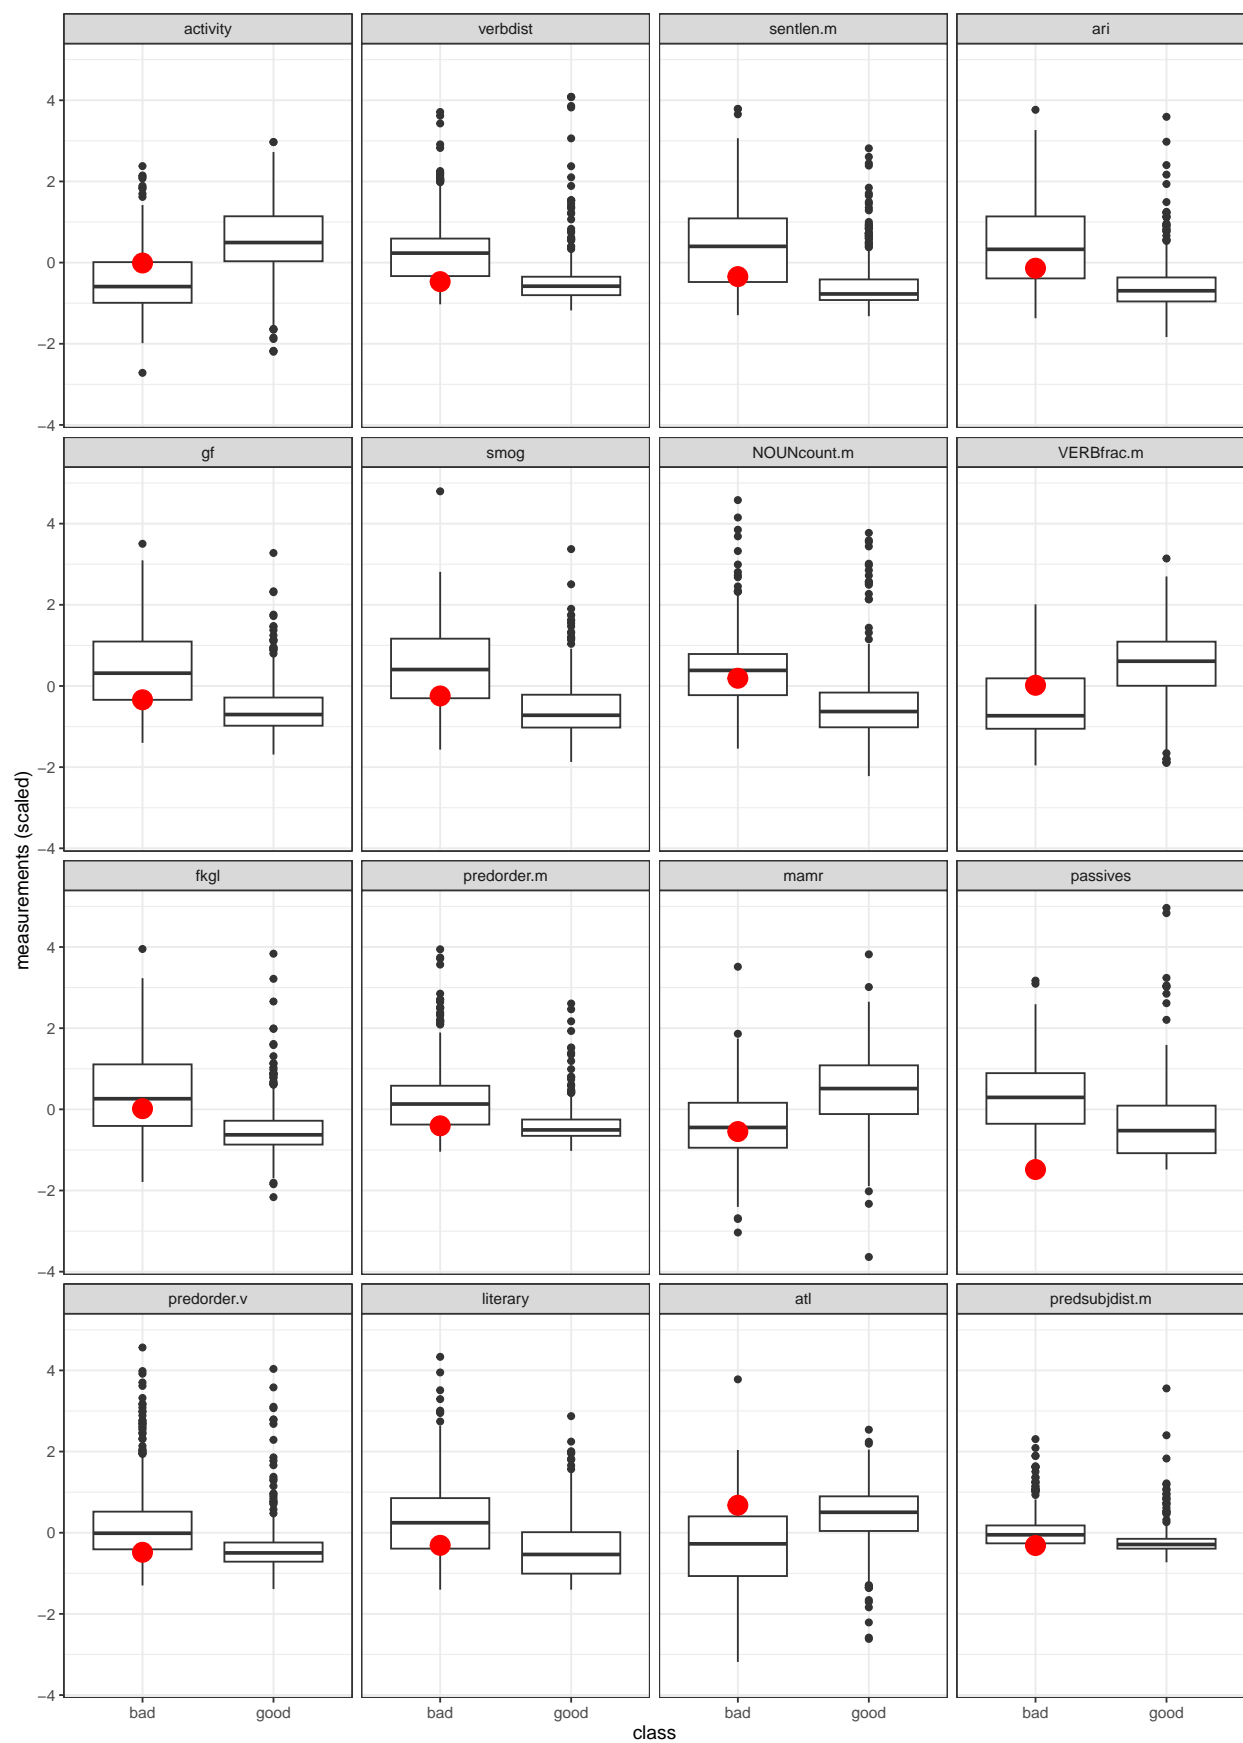 activity verbdist sentlen.m ari
4
2
0
−2
−4
gf smog NOUNcount.m VERBfrac.m
4
2
0
−2
−4
fkgl predorder.m mamr passives
4
2
0
−2
−4
predorder.v literary atl predsubjdist.m
4
2
0
−2
−4
measurements (scaled)
bad good bad good bad good bad good
class